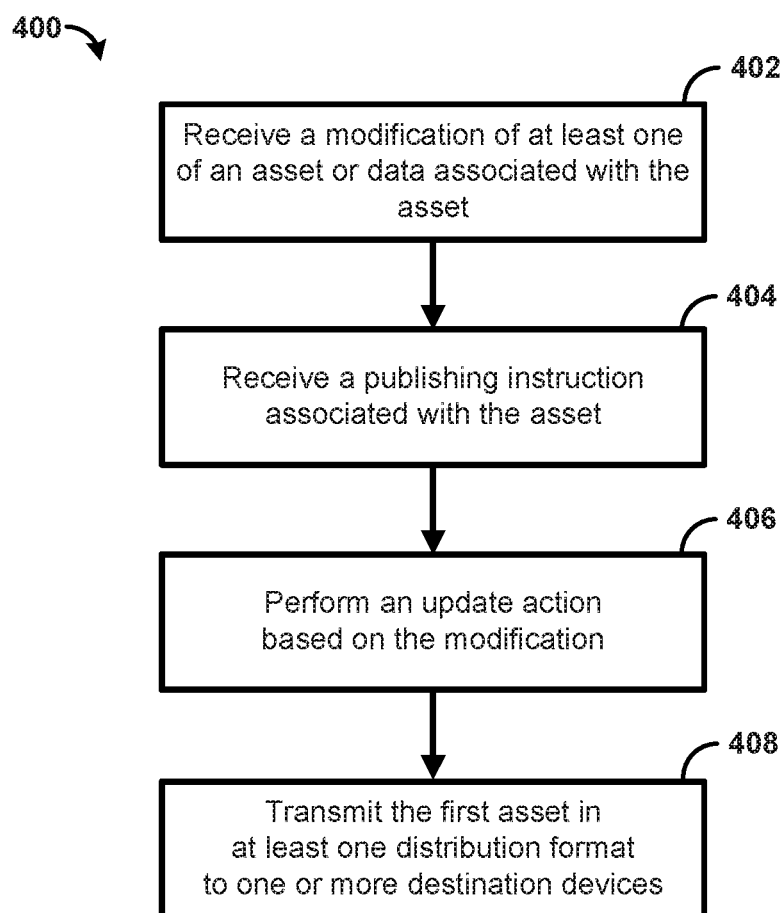 400
402
Receive a modification of at least one
of an asset or data associated with the
asset
404
Receive a publishing instruction
associated with the asset
406
Perform an update action
based on the modification
408
Transmit the first asset in
at least one distribution format
to one or more destination devices